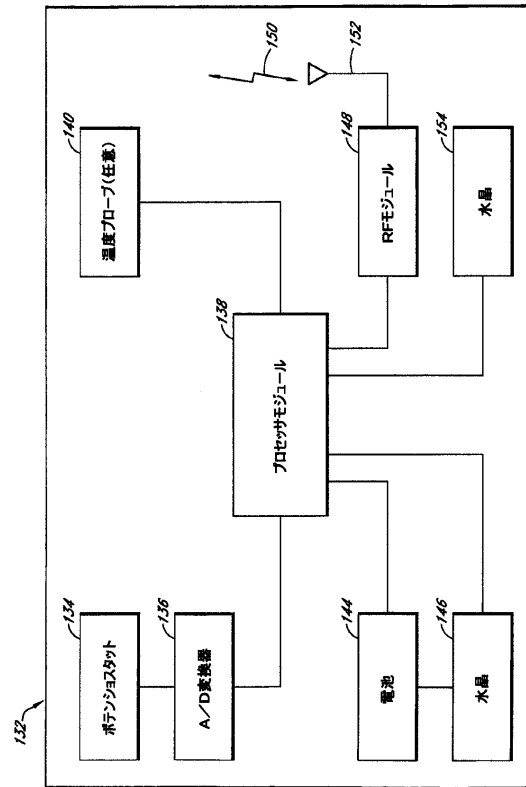 132
134
ポテンショスタット
136
A/D変換器
138
プロセッサモジュール
140
温度プローブ(任意)
144
電池
146
水晶
148
RFモジュール
150
152
154
水晶